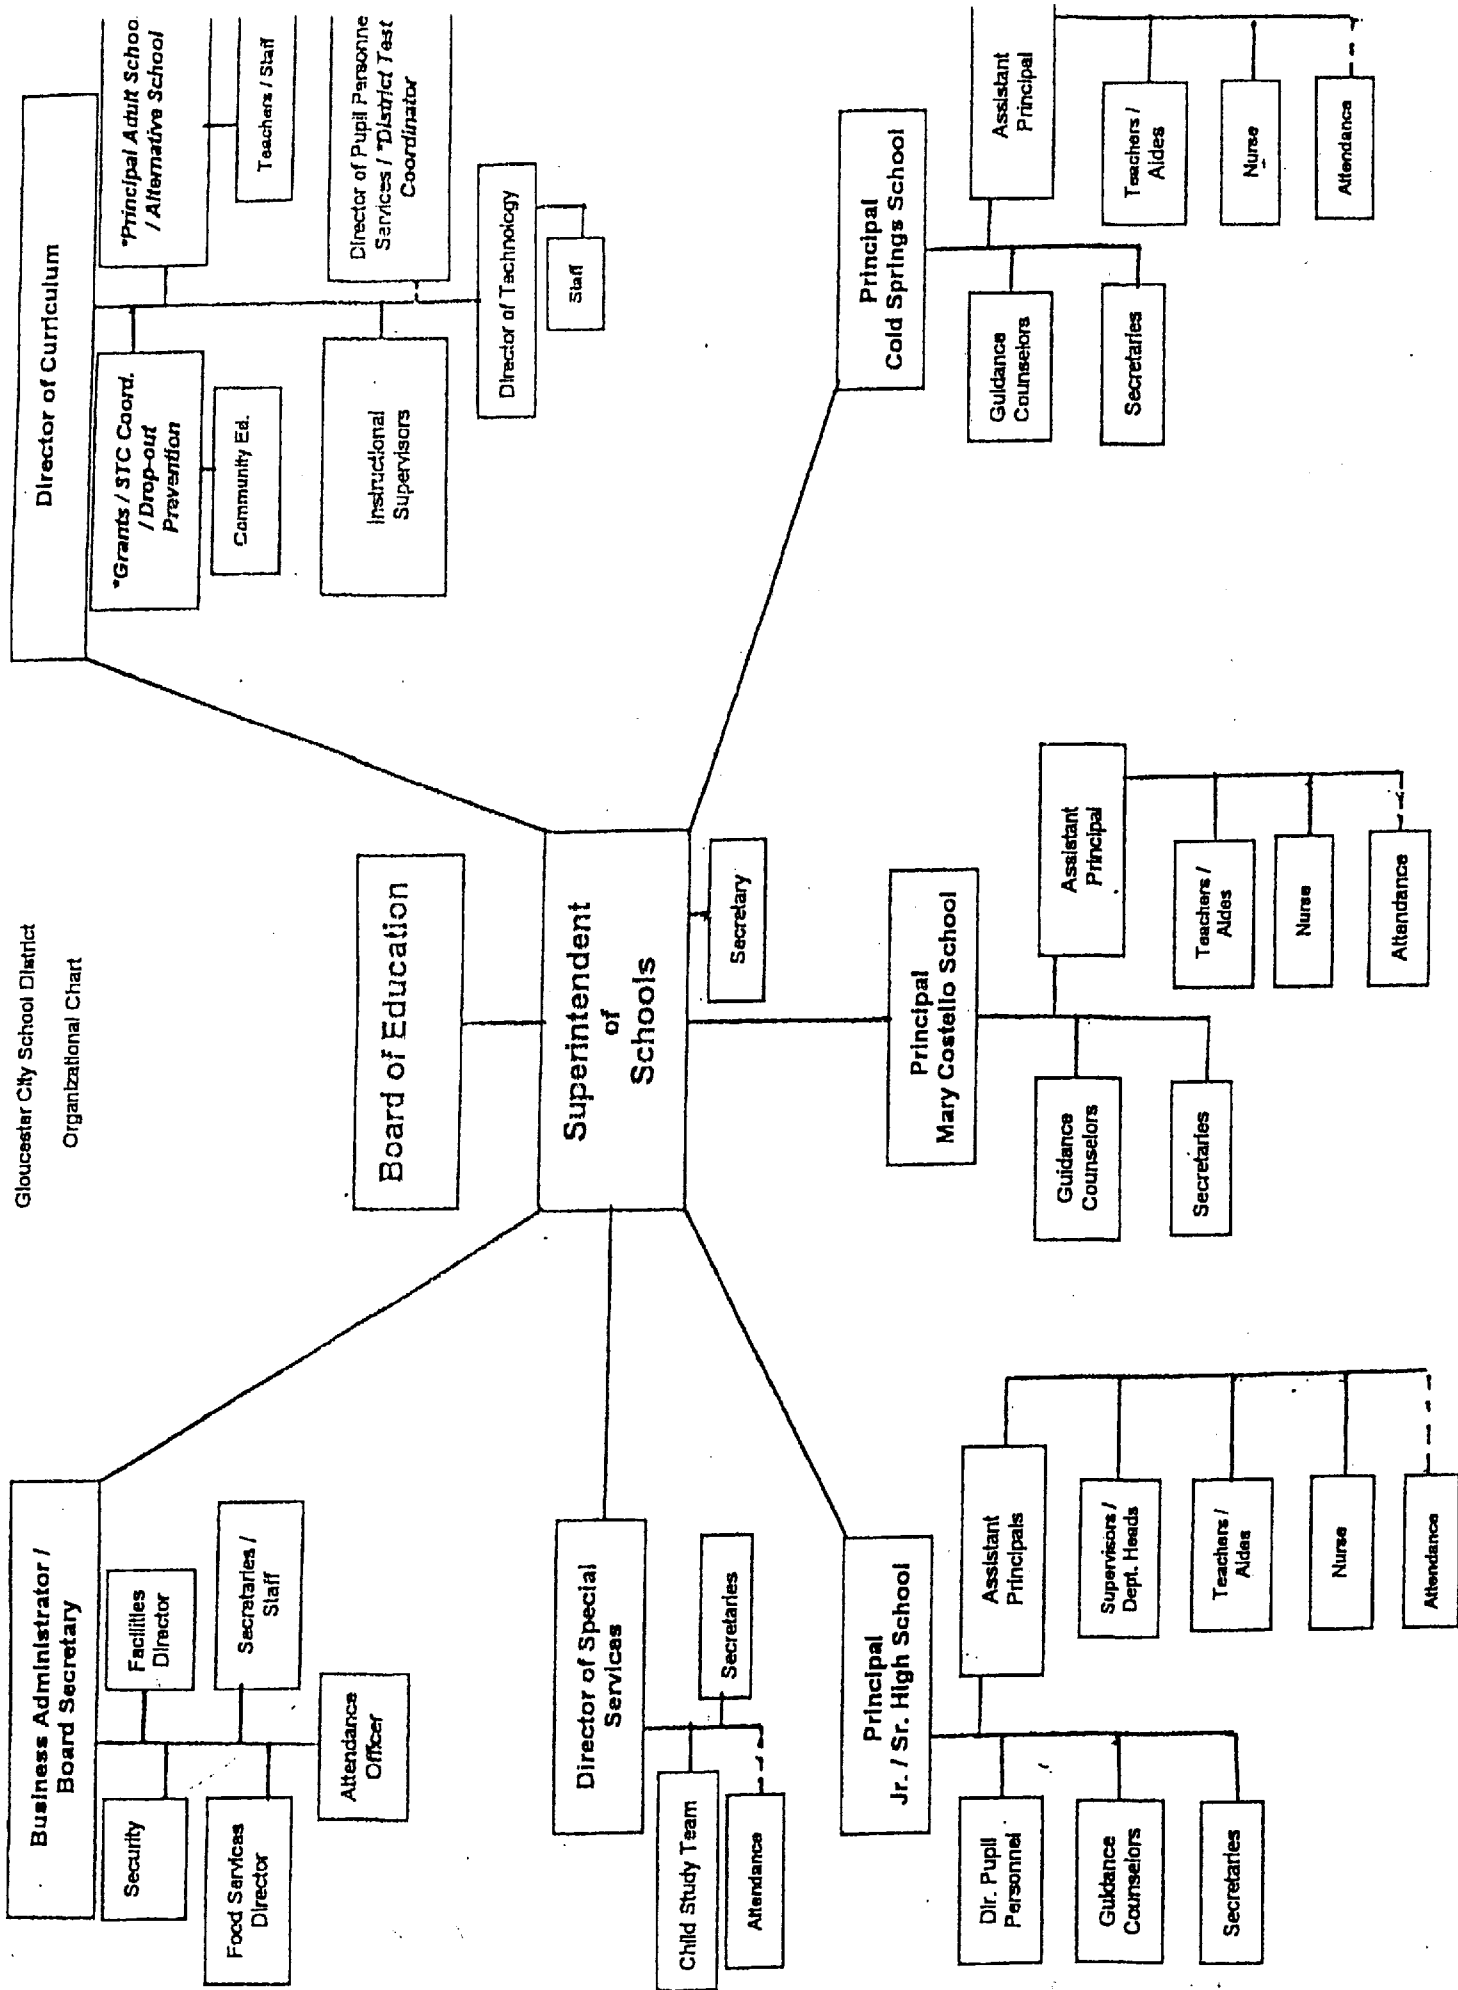 Gloucester City School District
Organizational Chart
Business Administrator /
Board Secretary
Security
Facilities
Director
Food Services
Director
Secretaries /
Staff
Attendance
Officer
Board of Education
Superintendent
of
Schools
Secretary
Director of Curriculum
*Grants / STC Coord.
/ Drop-out
Prevention
Community Ed.
*Principal Adult Schoo
/ Alternative School
Teachers / Staff
Instructional
Supervisors
Director of Pupil Personne
Services / *District Test
Coordinator
Director of Technology
Staff
Director of Special
Services
Child Study Team
Secretaries
Attendance
Principal
Jr. / Sr. High School
Dir. Pupil
Personnel
Guidance
Counselors
Secretaries
Assistant
Principals
Supervisors /
Dept. Heads
Teachers /
Aides
Nurse
Attendance
Principal
Mary Costello School
Guidance
Counselors
Secretaries
Assistant
Principal
Teachers /
Aides
Nurse
Attendance
Principal
Cold Springs School
Guidance
Counselors
Secretaries
Assistant
Principal
Teachers /
Aides
Nurse
Attendance